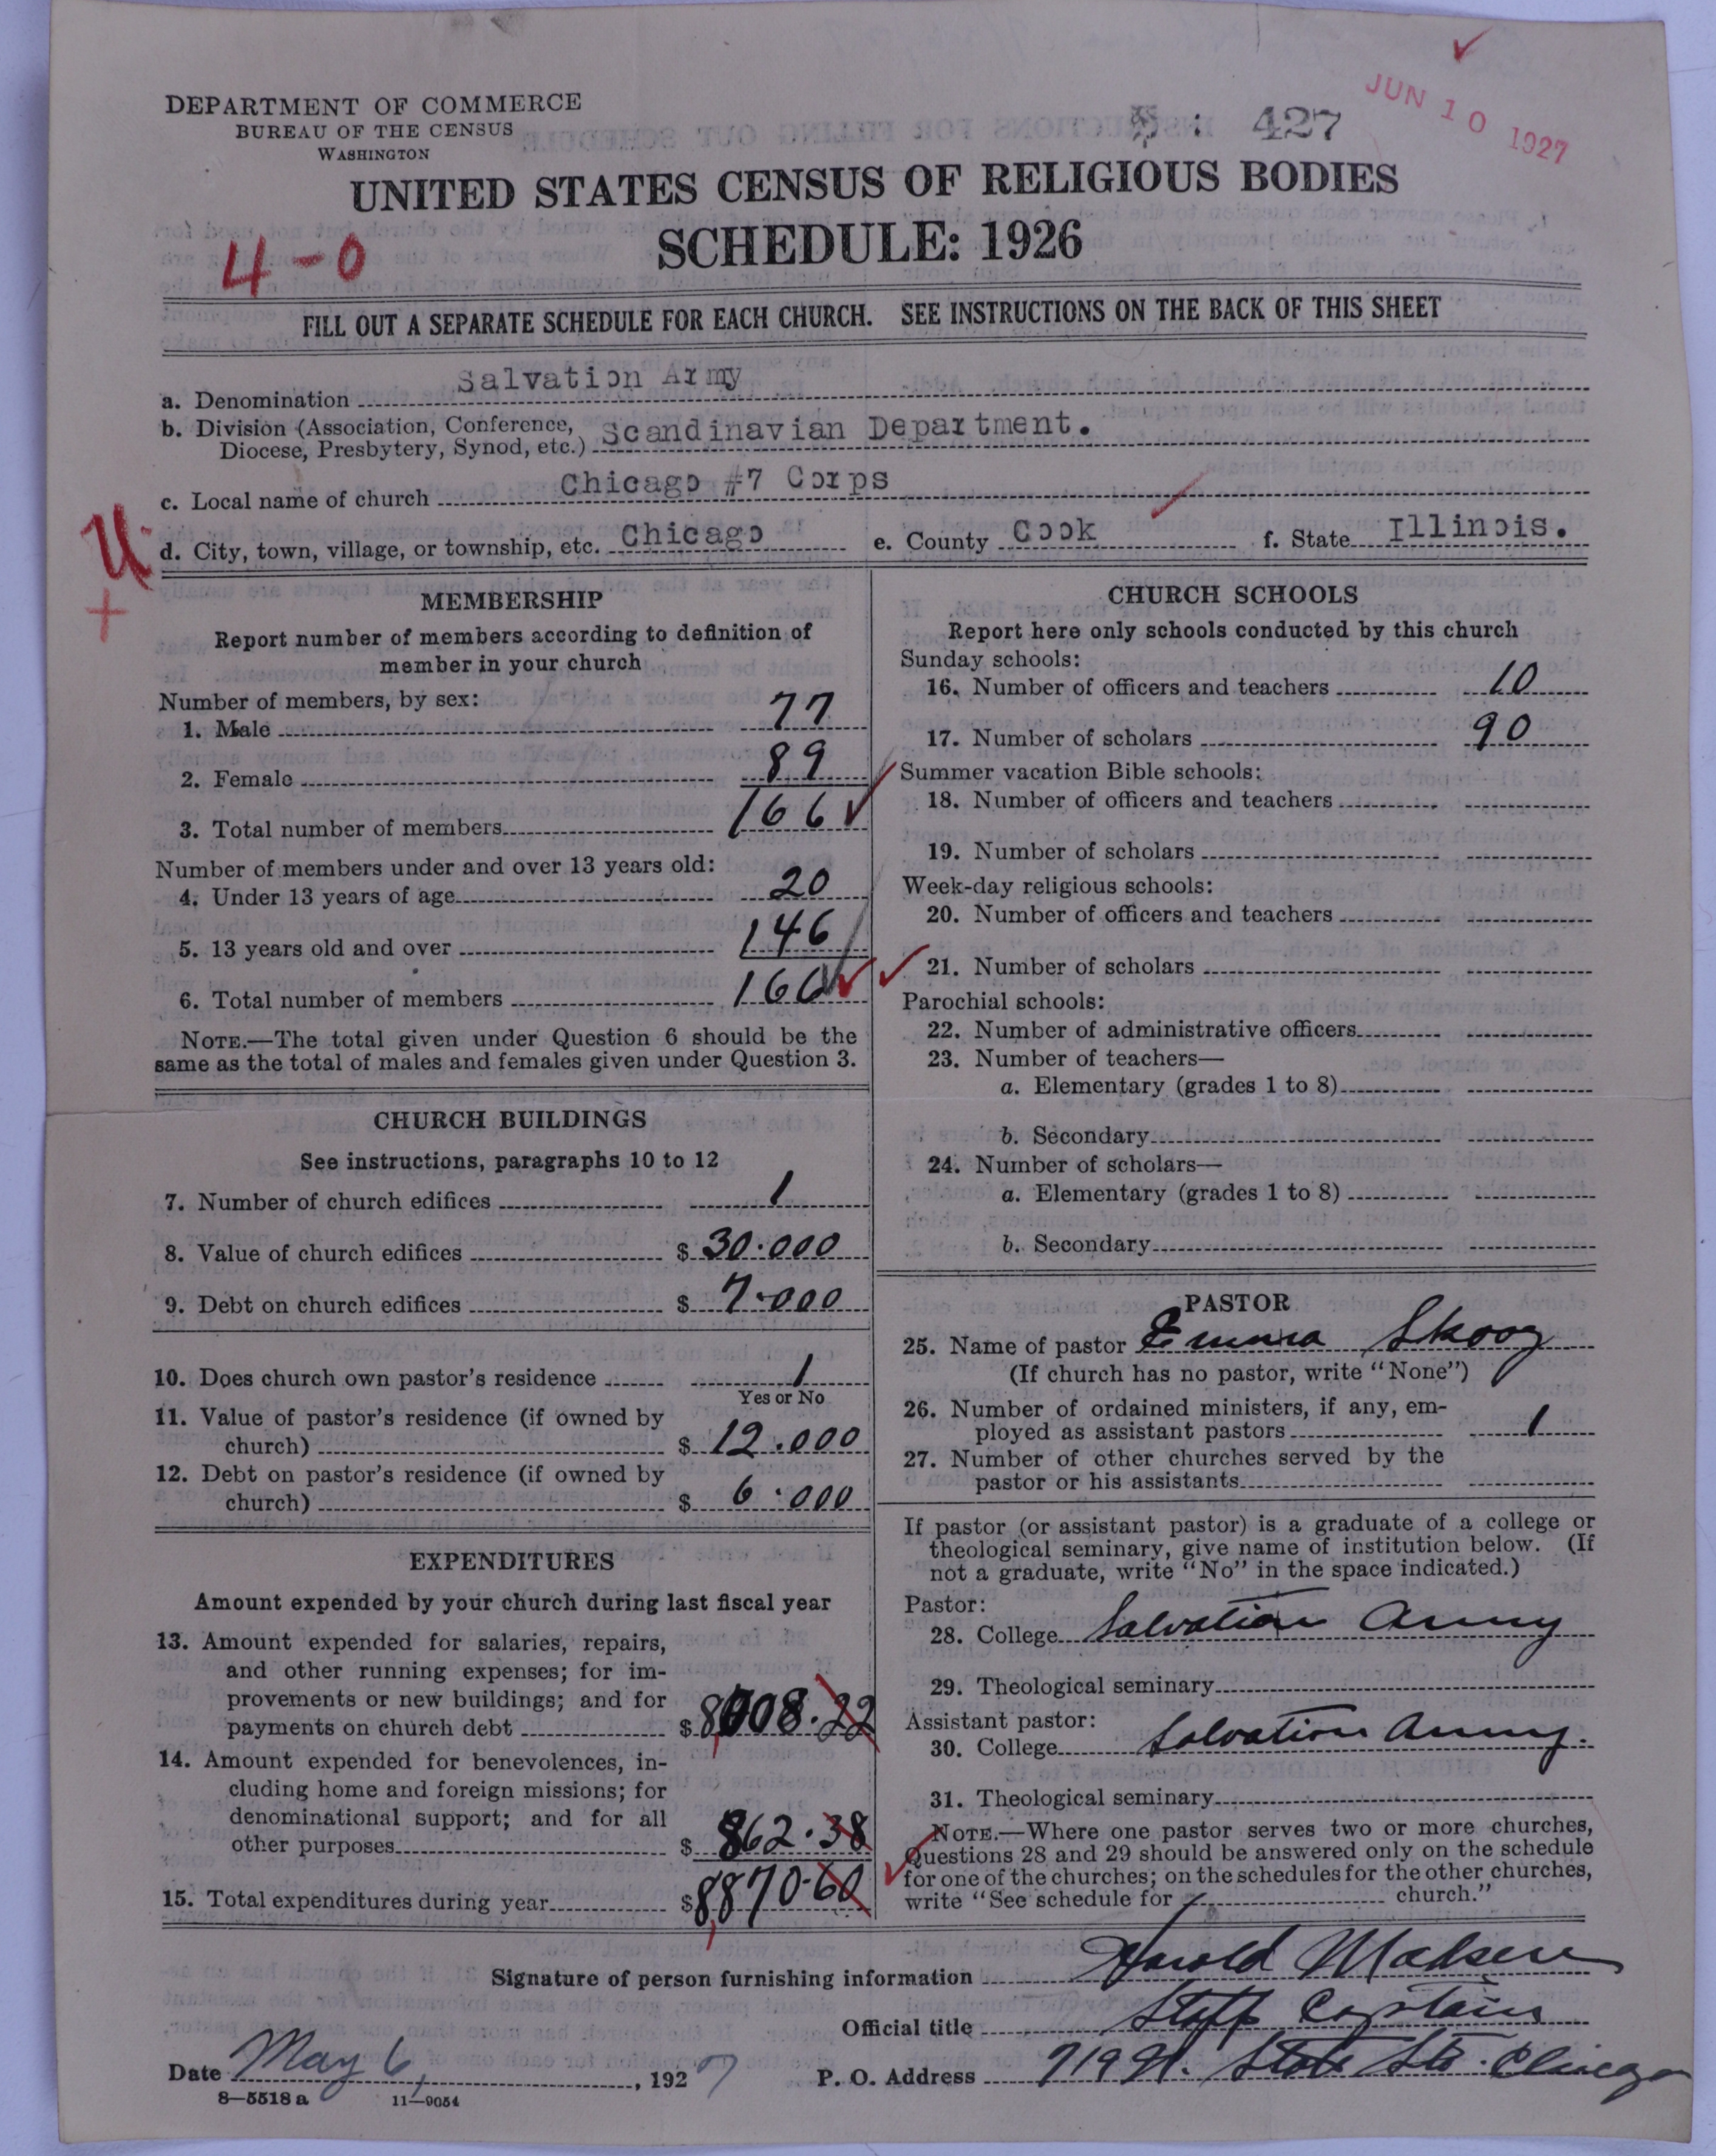 JUN 10 1927
427
DEPARTMENT OF COMMERCE
BUREAU OF THE CENSUS
WASHINGTON
UNITED STATES CENSUS OF RELIGIOUS BODIES
SCHEDULE: 1926
4-0
FILL OUT A SEPARATE SCHEDULE FOR EACH CHURCH. SEE INSTRUCTIONS ON THE BACK OF THIS SHEET
a. Denomination Salvation Army
b. Division (Association, Conference, Diocese, Presbytery, Synod, etc.) Scandinavian Department.
c. Local name of church Chicago #7 Corps
U
d. City, town, village, or township, etc. Chicago e. County Cook f. State Illinois.
+
MEMBERSHIP
Report number of members according to definition of
member in your church
Number of members, by sex:
1. Male 77
2. Female 89
3. Total number of members 166
Number of members under and over 13 years old:
4. Under 13 years of age 20
5. 13 years old and over 146
6. Total number of members 166
NOTE.—The total given under Question 6 should be the
same as the total of males and females given under Question 3.
CHURCH BUILDINGS
See instructions, paragraphs 10 to 12
7. Number of church edifices 1
8. Value of church edifices $ 30.000
9. Debt on church edifices $ 7.000
10. Does church own pastor's residence 1
Yes or No
11. Value of pastor's residence (if owned by
church) $ 12.000
12. Debt on pastor's residence (if owned by
church) $ 6.000
EXPENDITURES
Amount expended by your church during last fiscal year
13. Amount expended for salaries, repairs,
and other running expenses; for im-
provements or new buildings; and for
payments on church debt $ 8,008.22
14. Amount expended for benevolences, in-
cluding home and foreign missions; for
denominational support; and for all
other purposes $ 862.38
15. Total expenditures during year $ 8,870.60
CHURCH SCHOOLS
Report here only schools conducted by this church
Sunday schools:
16. Number of officers and teachers 10
17. Number of scholars 90
Summer vacation Bible schools:
18. Number of officers and teachers
19. Number of scholars
Week-day religious schools:
20. Number of officers and teachers
21. Number of scholars
Parochial schools:
22. Number of administrative officers
23. Number of teachers—
a. Elementary (grades 1 to 8)
b. Secondary
24. Number of scholars—
a. Elementary (grades 1 to 8)
b. Secondary
PASTOR
25. Name of pastor Emma Skoog
(If church has no pastor, write "None")
26. Number of ordained ministers, if any, em-
ployed as assistant pastors 1
27. Number of other churches served by the
pastor or his assistants
If pastor (or assistant pastor) is a graduate of a college or
theological seminary, give name of institution below. (If
not a graduate, write "No" in the space indicated.)
Pastor:
28. College Salvation Army
29. Theological seminary
Assistant pastor:
30. College Salvation Army.
31. Theological seminary
NOTE.—Where one pastor serves two or more churches,
Questions 28 and 29 should be answered only on the schedule
for one of the churches; on the schedules for the other churches,
write "See schedule for church."
Signature of person furnishing information Harold Madsen
Official title Staff Captain
Date May 6, 1927 P. O. Address 719 N. State Str. Chicago
8—5518 a 11—9054